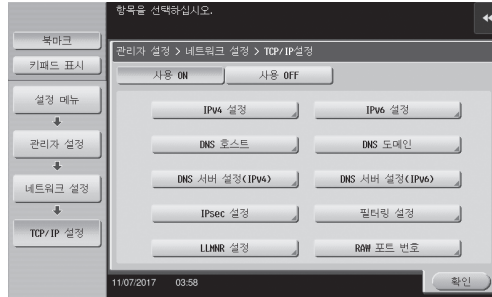 항목을 선택하십시오.
북마크
키패드 표시
설정 메뉴
관리자 설정
네트워크 설정
TCP/IP 설정
관리자 설정 > 네트워크 설정 > TCP/IP설정
사용 ON
사용 OFF
IPv4 설정
IPv6 설정
DNS 호스트
DNS 도메인
DNS 서버 설정(IPv4)
DNS 서버 설정(IPv6)
IPsec 설정
필터링 설정
LLMNR 설정
RAW 포트 번호
11/07/2017 03:58
확인